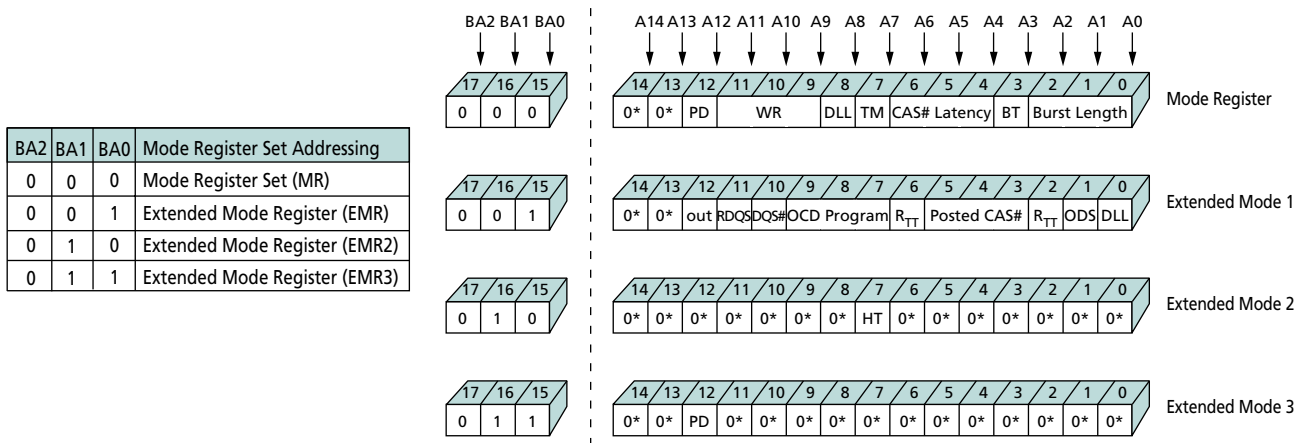 BA2 BA1 BA0
A14 A13 A12 A11 A10 A9 A8 A7 A6 A5 A4 A3 A2 A1 A0
17 16 15
14 13 12 11 10 9 8 7 6 5 4 3 2 1 0
0 0 0
0* 0* PD WR DLL TM CAS# Latency BT Burst Length
Mode Register
BA2 BA1 BA0 Mode Register Set Addressing
0 0 0 Mode Register Set (MR)
0 0 1 Extended Mode Register (EMR)
0 1 0 Extended Mode Register (EMR2)
0 1 1 Extended Mode Register (EMR3)
17 16 15
14 13 12 11 10 9 8 7 6 5 4 3 2 1 0
0 0 1
0* 0* out RDQS DQS# OCD Program RTT Posted CAS# RTT ODS DLL
Extended Mode 1
17 16 15
14 13 12 11 10 9 8 7 6 5 4 3 2 1 0
0 1 0
0* 0* 0* 0* 0* 0* 0* HT 0* 0* 0* 0* 0* 0* 0*
Extended Mode 2
17 16 15
14 13 12 11 10 9 8 7 6 5 4 3 2 1 0
0 1 1
0* 0* PD 0* 0* 0* 0* 0* 0* 0* 0* 0* 0* 0* 0*
Extended Mode 3